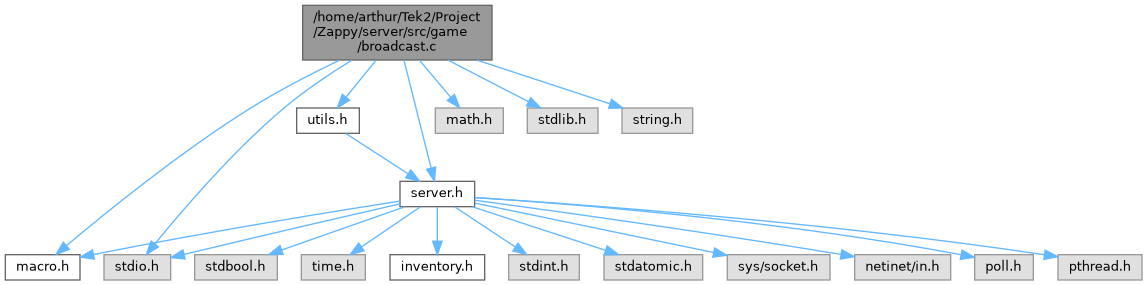 /home/arthur/Tek2/Project
/Zappy/server/src/game
/broadcast.c
utils.h
math.h
stdlib.h
string.h
server.h
macro.h
stdio.h
stdbool.h
time.h
inventory.h
stdint.h
stdatomic.h
sys/socket.h
netinet/in.h
poll.h
pthread.h